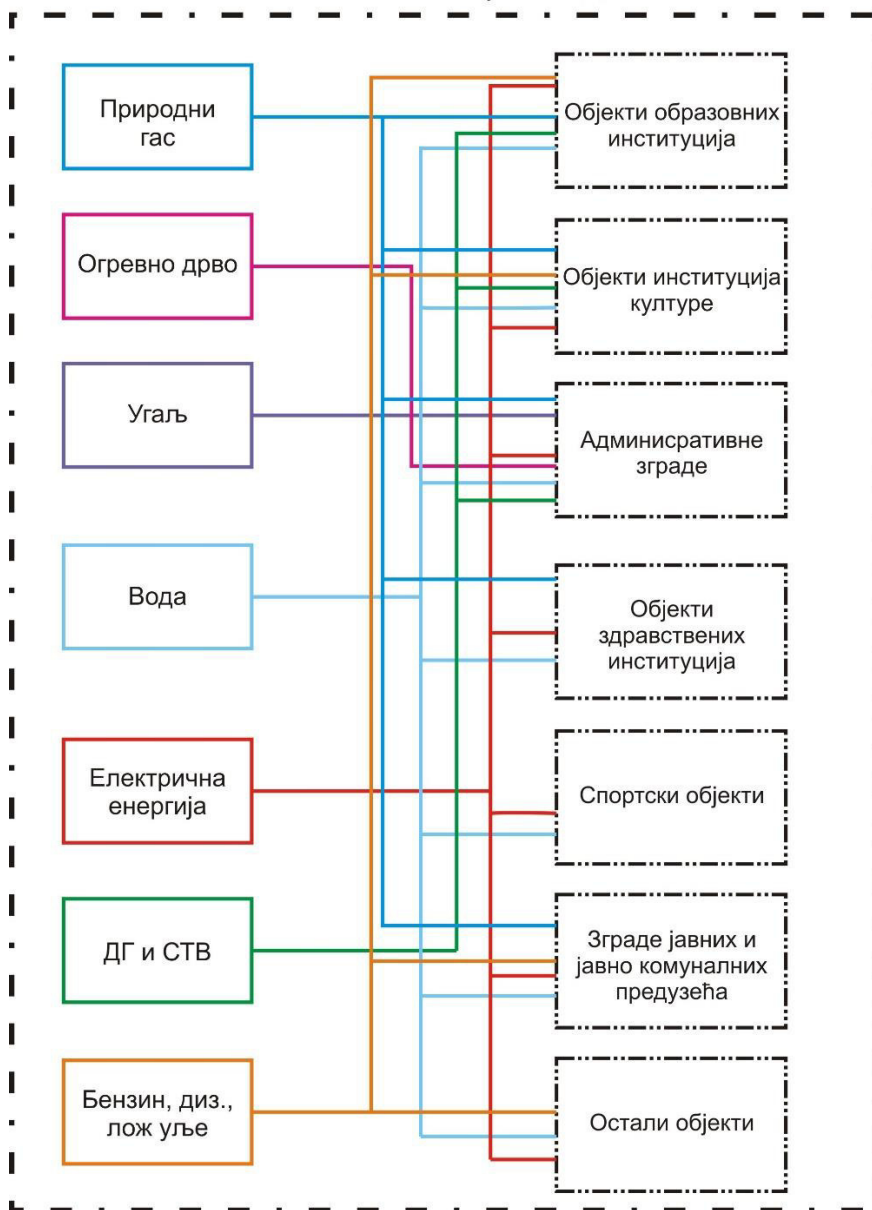 Природни
гас
Огревно дрво
Угаљ
Вода
Електрична
енергија
ДГ и СТВ
Бензин, диз.,
лож уље
Објекти образовних
институција
Објекти институција
културе
Админисративне
зграде
Објекти
здравствених
институција
Спортски објекти
Зграде јавних и
јавно комуналних
предузећа
Остали објекти